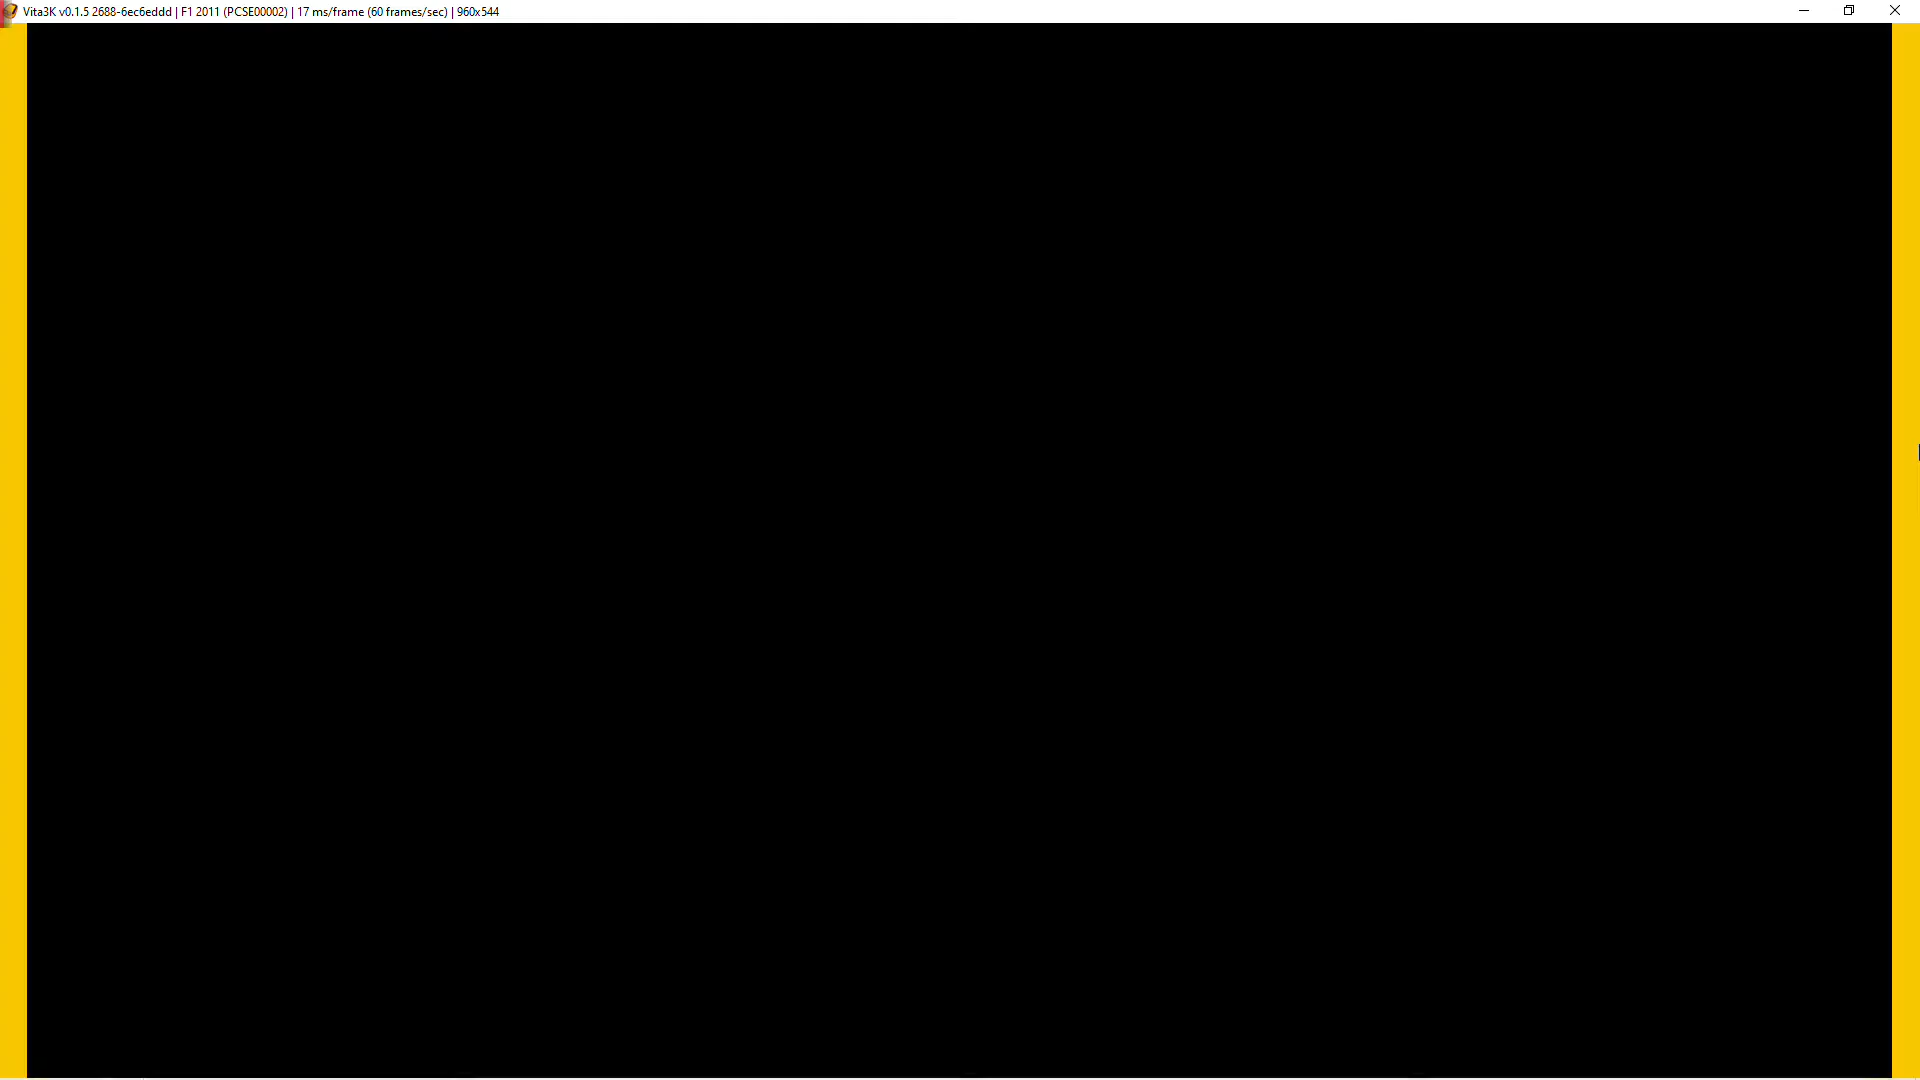 Vita3K v0.1.5 2688-6ec6eddd | F1 2011 (PCSE00002) | 17 ms/frame (60 frames/sec) | 960x544